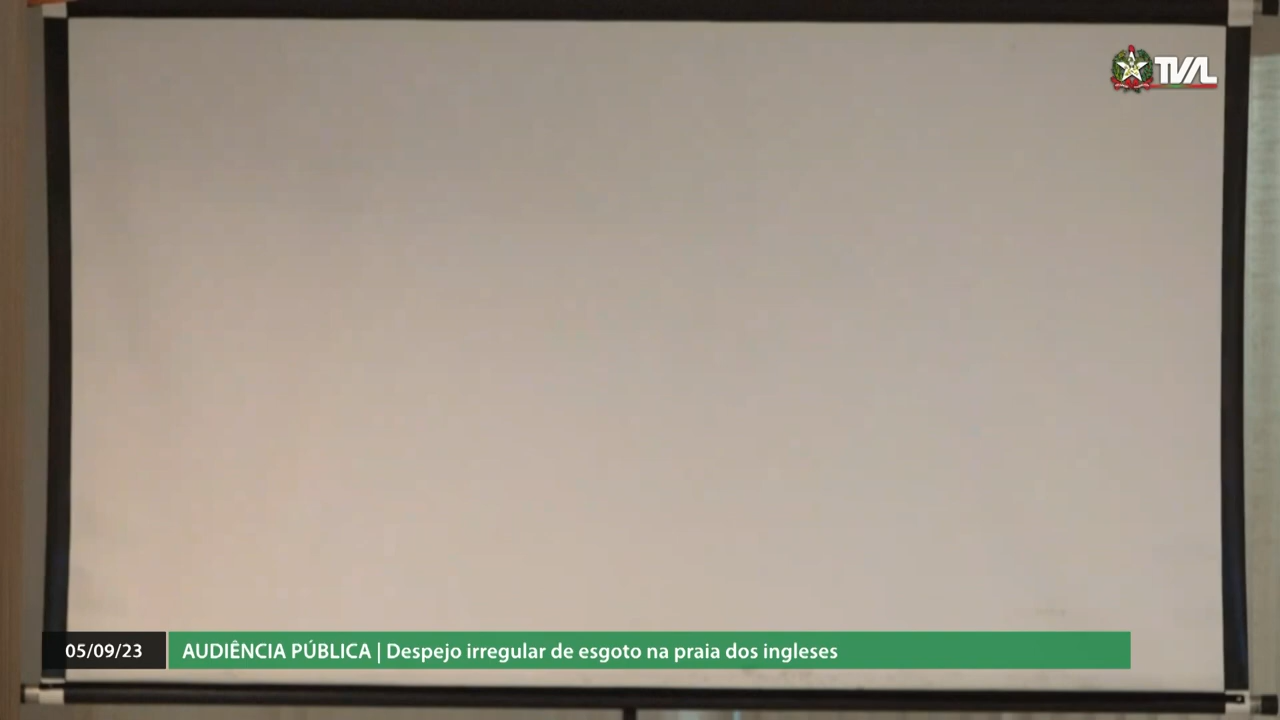 TVAL
05/09/23
AUDIÊNCIA PÚBLICA | Despejo irregular de esgoto na praia dos ingleses